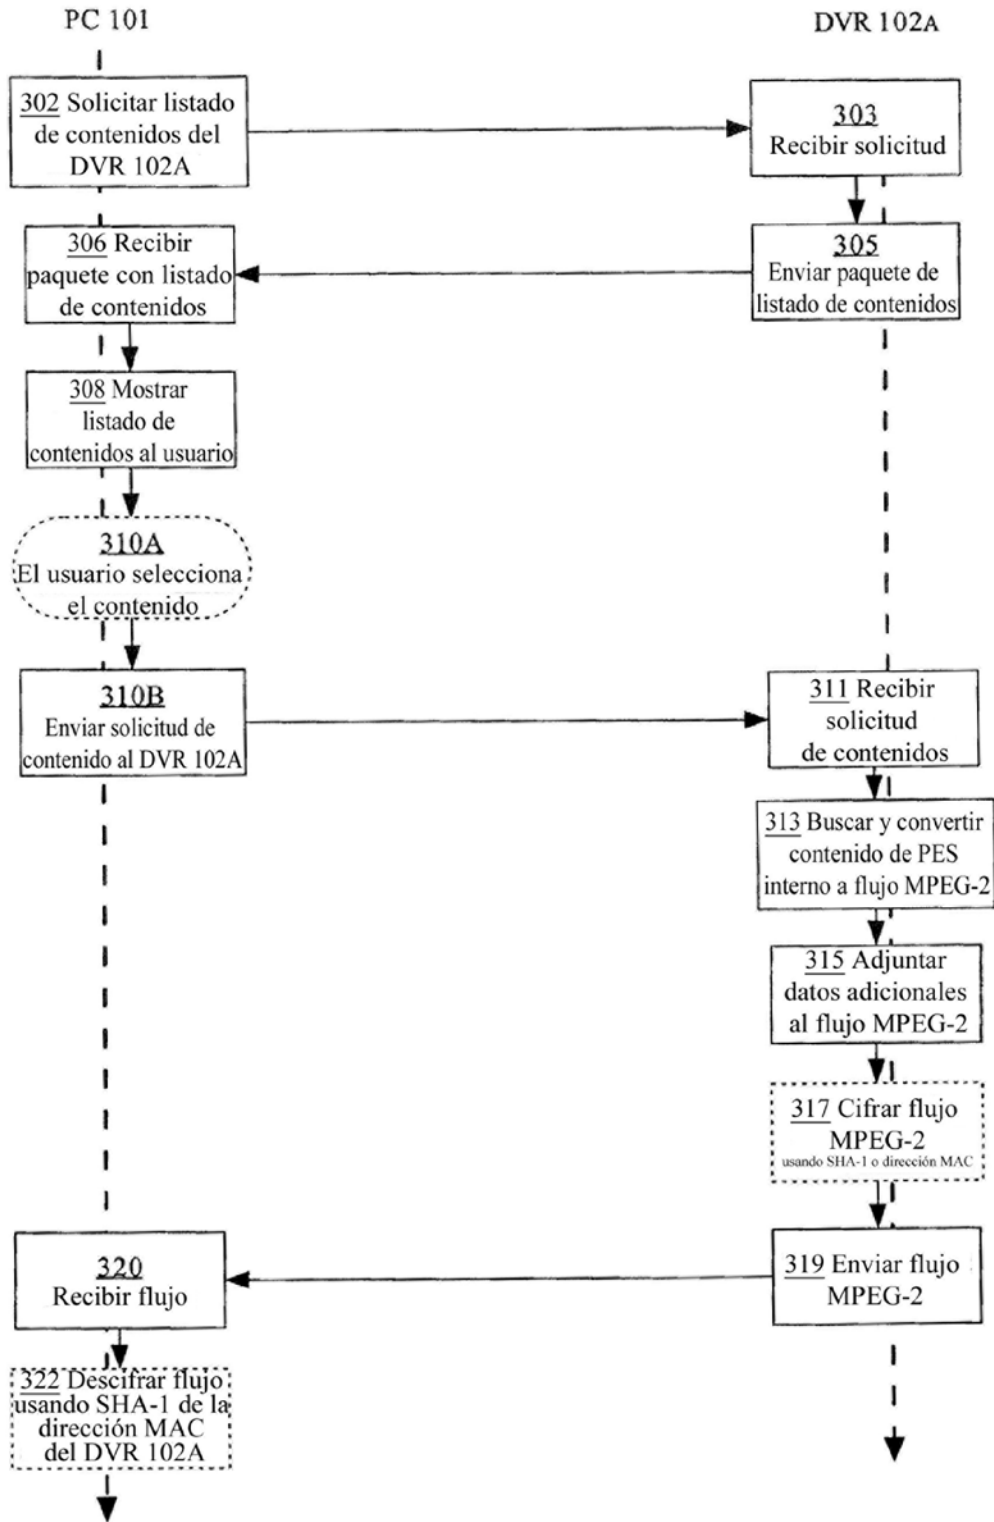 PC 101
DVR 102A
302 Solicitar listado
de contenidos del
DVR 102A
303
Recibir solicitud
306 Recibir
paquete con listado
de contenidos
305
Enviar paquete de
listado de contenidos
308 Mostrar
listado de
contenidos al usuario
310A
El usuario selecciona
el contenido
310B
Enviar solicitud de
contenido al DVR 102A
311 Recibir
solicitud
de contenidos
313 Buscar y convertir
contenido de PES
interno a flujo MPEG-2
315 Adjuntar
datos adicionales
al flujo MPEG-2
317 Cifrar flujo
MPEG-2
usando SHA-1 o dirección MAC
320
Recibir flujo
319 Enviar flujo
MPEG-2
322 Descifrar flujo
usando SHA-1 de la
dirección MAC
del DVR 102A